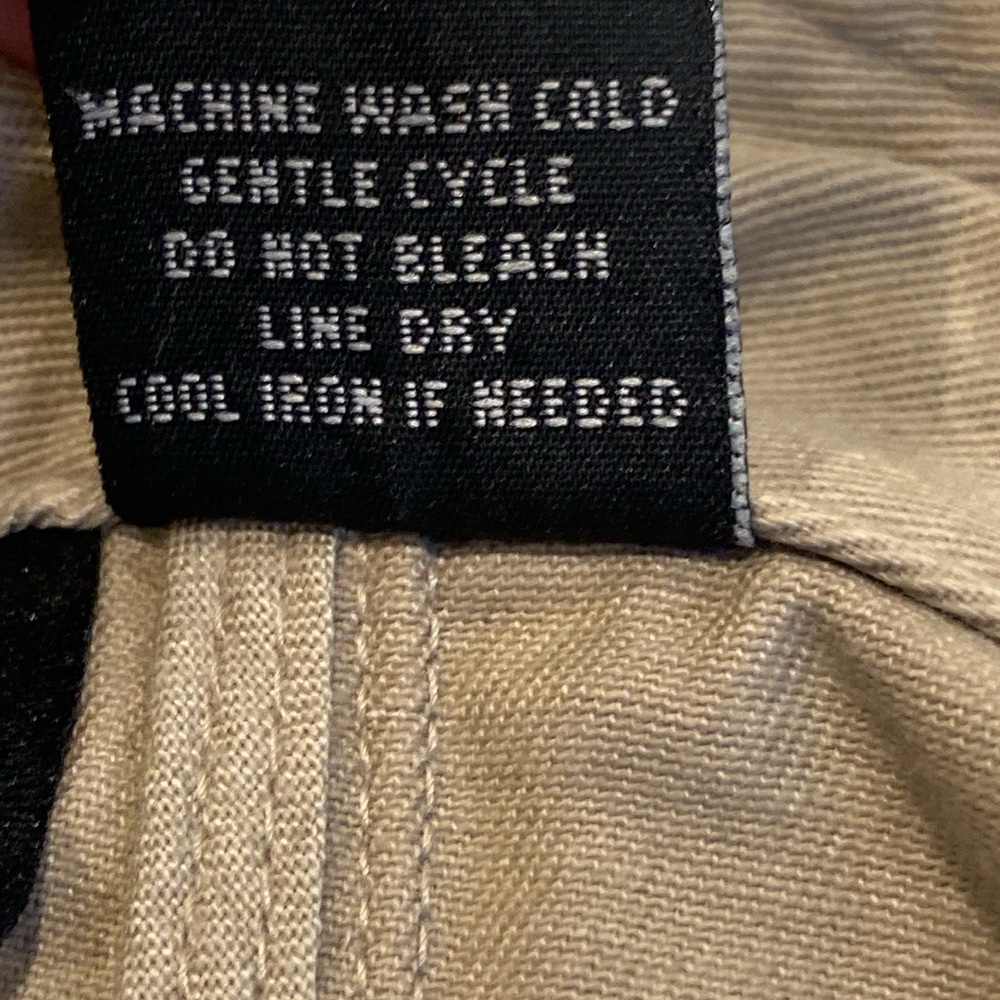 MACHINE WASH COLD
GENTLE CYCLE
DO NOT BLEACH
LINE DRY
COOL IRON IF NEEDED